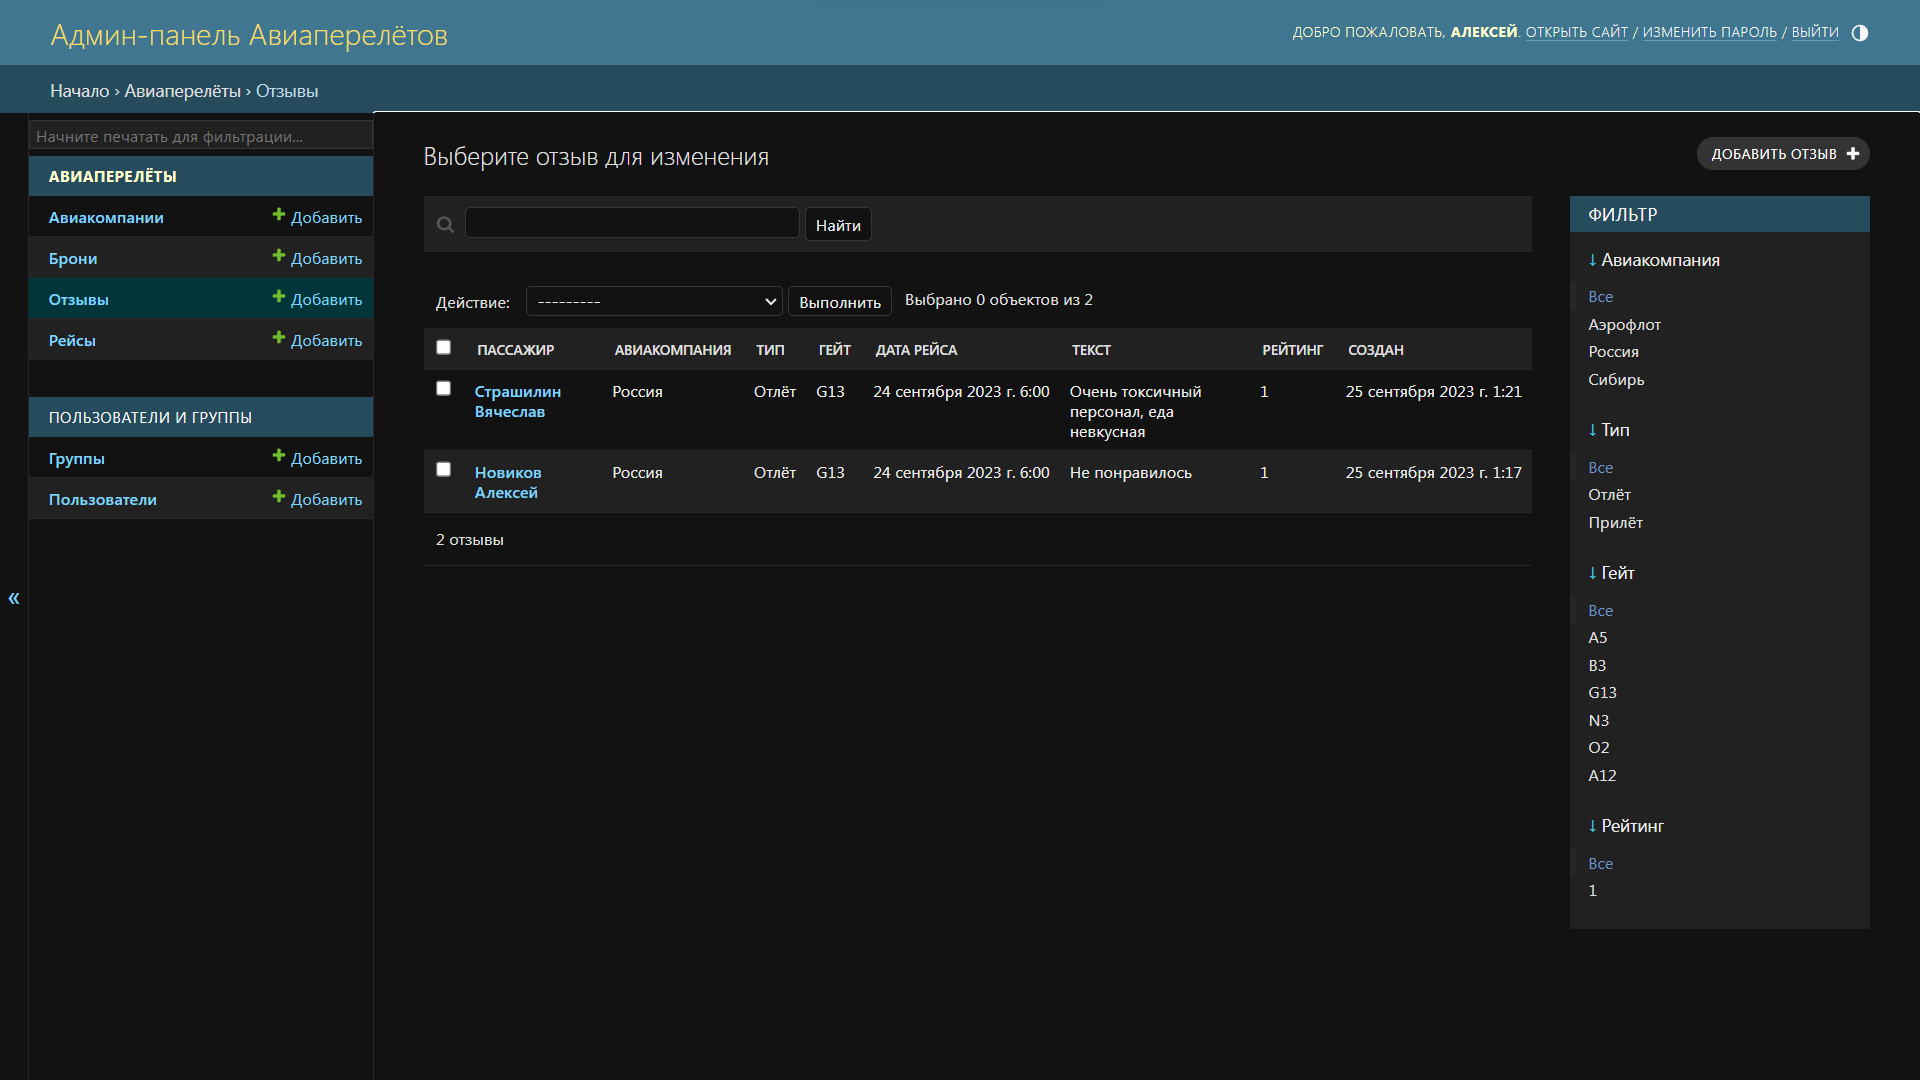 Админ-панель Авиаперелётов
ДОБРО ПОЖАЛОВАТЬ, АЛЕКСЕЙ. ОТКРЫТЬ САЙТ / ИЗМЕНИТЬ ПАРОЛЬ / ВЫЙТИ
Начало › Авиаперелёты › Отзывы
Начните печатать для фильтрации...
АВИАПЕРЕЛЁТЫ
Авиакомпании Добавить
Брони Добавить
Отзывы Добавить
Рейсы Добавить
ПОЛЬЗОВАТЕЛИ И ГРУППЫ
Группы Добавить
Пользователи Добавить
«
Выберите отзыв для изменения
ДОБАВИТЬ ОТЗЫВ
Найти
Действие: --------- Выполнить Выбрано 0 объектов из 2
ПАССАЖИР АВИАКОМПАНИЯ ТИП ГЕЙТ ДАТА РЕЙСА ТЕКСТ РЕЙТИНГ СОЗДАН
Страшилин Вячеслав Россия Отлёт G13 24 сентября 2023 г. 6:00 Очень токсичный персонал, еда невкусная 1 25 сентября 2023 г. 1:21
Новиков Алексей Россия Отлёт G13 24 сентября 2023 г. 6:00 Не понравилось 1 25 сентября 2023 г. 1:17
2 отзывы
ФИЛЬТР
↓ Авиакомпания
Все
Аэрофлот
Россия
Сибирь
↓ Тип
Все
Отлёт
Прилёт
↓ Гейт
Все
A5
B3
G13
N3
O2
A12
↓ Рейтинг
Все
1